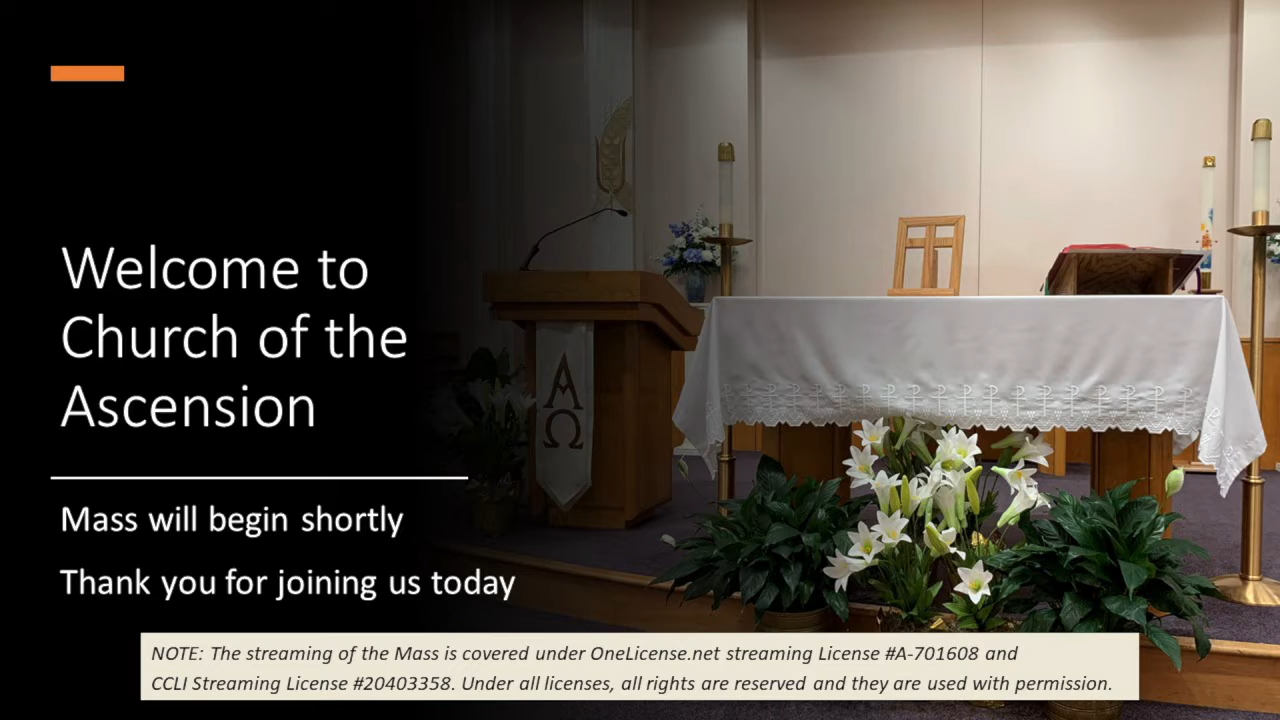 Welcome to
Church of the
Ascension
Mass will begin shortly
Thank you for joining us today
NOTE: The streaming of the Mass is covered under OneLicense.net streaming License #A-701608 and
CCLI Streaming License #20403358. Under all licenses, all rights are reserved and they are used with permission.
Α
Ω